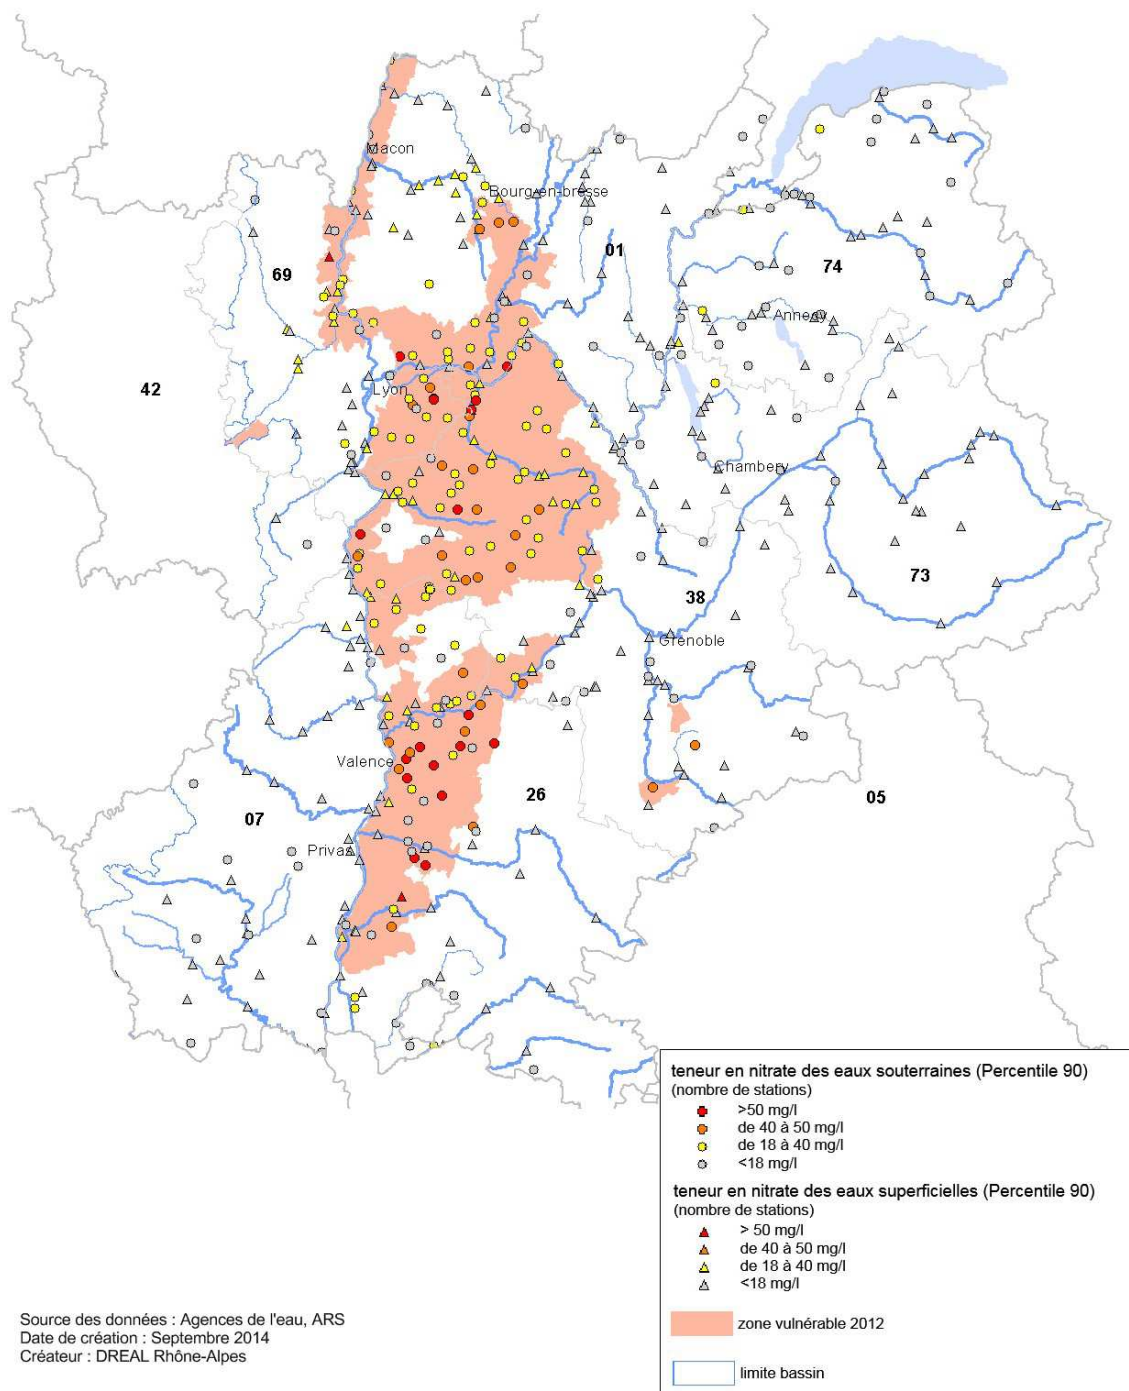 Macon
Bourg-en-bresse
01
69
74
Annecy
42
Lyon
Chambery
73
38
Grenoble
Valence
26
05
07
Privas
teneur en nitrate des eaux souterraines (Percentile 90)
(nombre de stations)
>50 mg/l
de 40 à 50 mg/l
de 18 à 40 mg/l
<18 mg/l
teneur en nitrate des eaux superficielles (Percentile 90)
(nombre de stations)
> 50 mg/l
de 40 à 50 mg/l
de 18 à 40 mg/l
<18 mg/l
zone vulnérable 2012
limite bassin
Source des données : Agences de l'eau, ARS
Date de création : Septembre 2014
Créateur : DREAL Rhône-Alpes